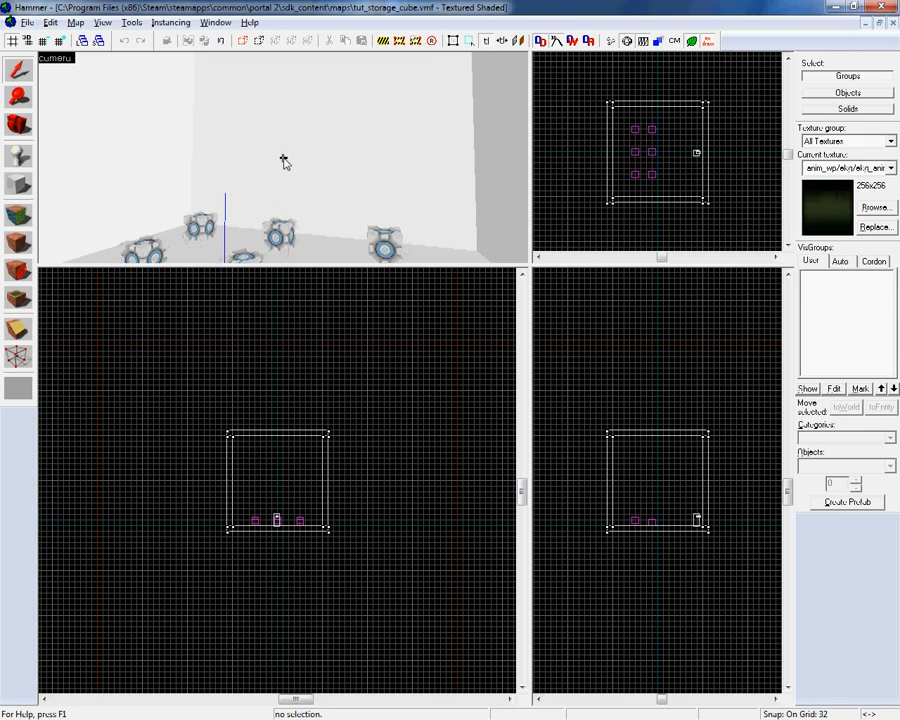 Hammer - [C:\Program Files (x86)\Steam\steamapps\common\portal 2\sdk_content\maps\tut_storage_cube.vmf - Textured Shaded]
File Edit Map View Tools Instancing Window Help
camera
Select:
Groups
Objects
Solids
Texture group:
All Textures
Current texture:
256x256
Browse...
Replace...
VisGroups:
User Auto Cordon
Show Edit Mark
Move
selected:
toWorld toEntity
Categories:
Objects:
0
Create Prefab
For Help, press F1
no selection.
Snap: On Grid: 32
<->